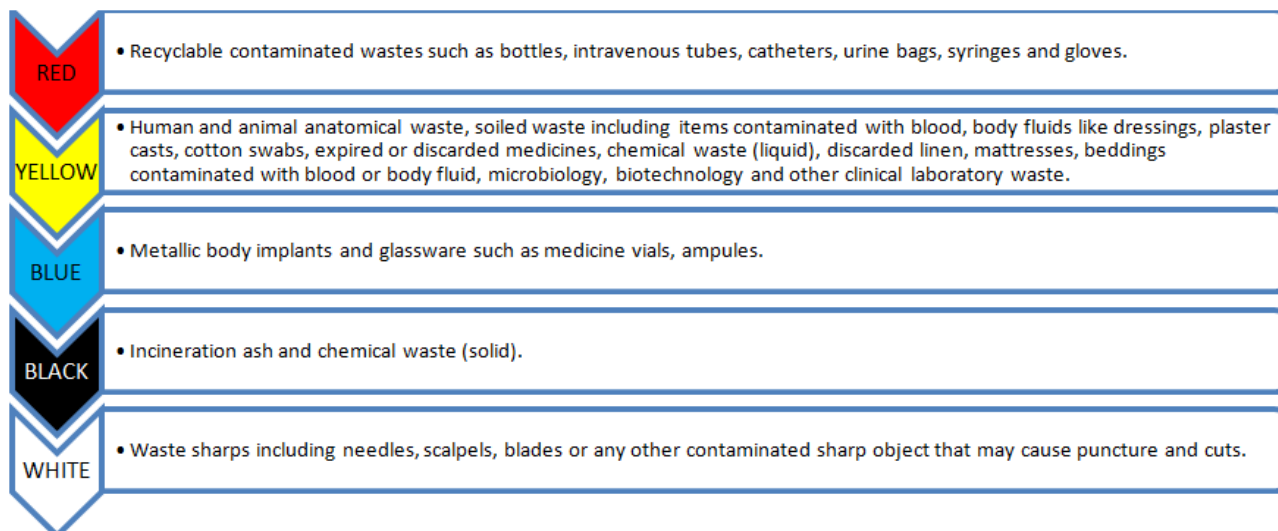 RED
• Recyclable contaminated wastes such as bottles, intravenous tubes, catheters, urine bags, syringes and gloves.
YELLOW
• Human and animal anatomical waste, soiled waste including items contaminated with blood, body fluids like dressings, plaster
casts, cotton swabs, expired or discarded medicines, chemical waste (liquid), discarded linen, mattresses, beddings
contaminated with blood or body fluid, microbiology, biotechnology and other clinical laboratory waste.
BLUE
• Metallic body implants and glassware such as medicine vials, ampules.
BLACK
• Incineration ash and chemical waste (solid).
WHITE
• Waste sharps including needles, scalpels, blades or any other contaminated sharp object that may cause puncture and cuts.